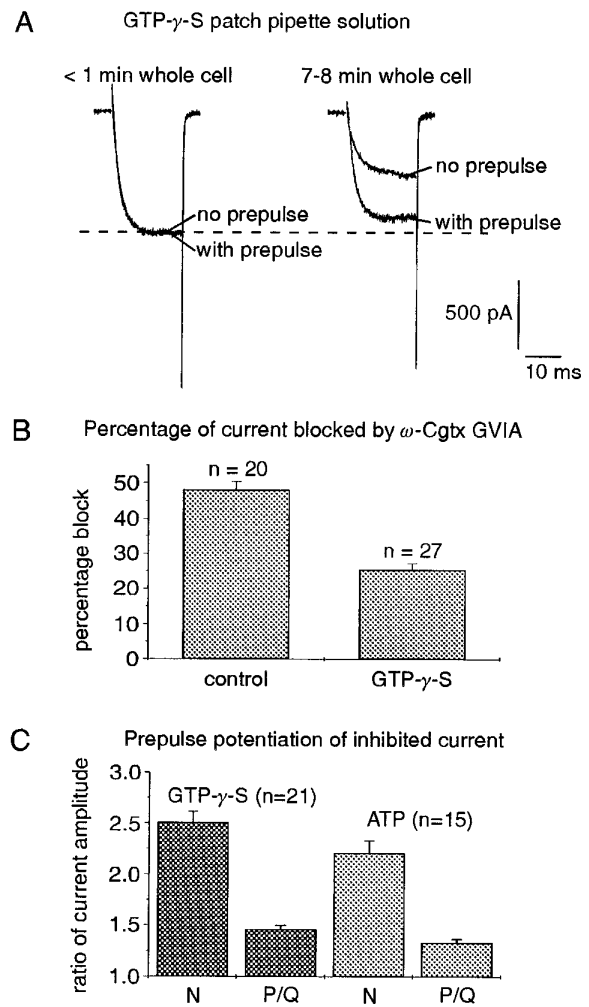 A
GTP-γ-S patch pipette solution
< 1 min whole cell
7-8 min whole cell
no prepulse
with prepulse
no prepulse
with prepulse
500 pA
10 ms
B
Percentage of current blocked by ω-Cgtx GVIA
percentage block
50
40
30
20
10
0
n = 20
n = 27
control
GTP-γ-S
C
Prepulse potentiation of inhibited current
ratio of current amplitude
3.0
2.5
2.0
1.5
1.0
GTP-γ-S (n=21)
ATP (n=15)
N
P/Q
N
P/Q